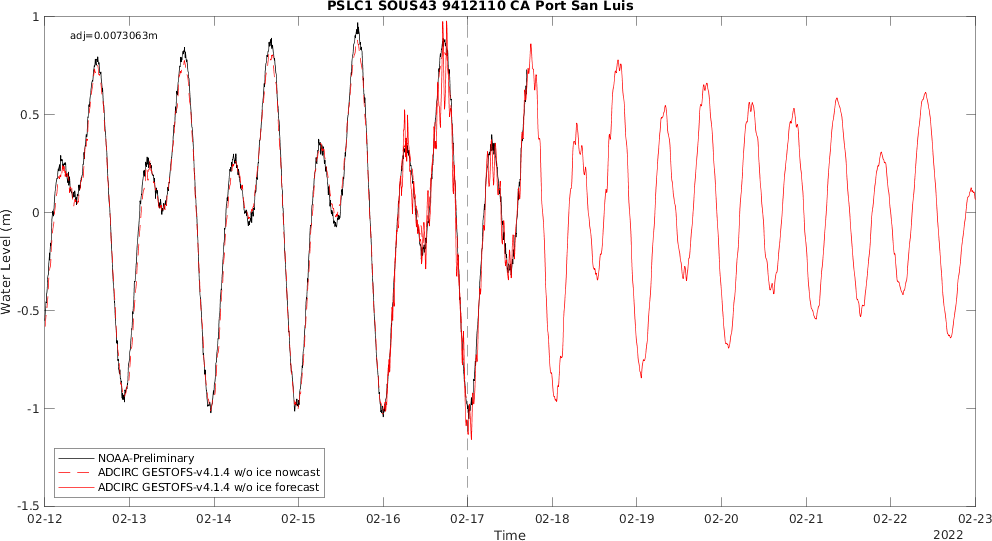 PSLC1 SOUS43 9412110 CA Port San Luis
adj=0.0073063m
1
0.5
0
-0.5
-1
-1.5
Water Level (m)
NOAA-Preliminary
ADCIRC GESTOFS-v4.1.4 w/o ice nowcast
ADCIRC GESTOFS-v4.1.4 w/o ice forecast
02-12 02-13 02-14 02-15 02-16 02-17 02-18 02-19 02-20 02-21 02-22 02-23
Time
2022